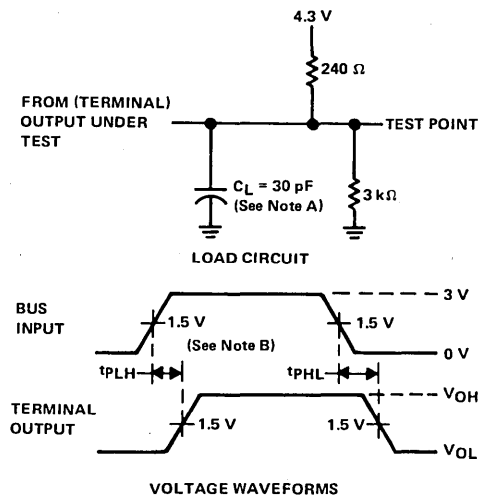 4.3 V
240 Ω
FROM (TERMINAL)
OUTPUT UNDER
TEST
TEST POINT
CL = 30 pF
(See Note A)
3 kΩ
LOAD CIRCUIT
BUS
INPUT
1.5 V
(See Note B)
1.5 V
3 V
0 V
tPLH
tPHL
TERMINAL
OUTPUT
1.5 V
1.5 V
VOH
VOL
VOLTAGE WAVEFORMS